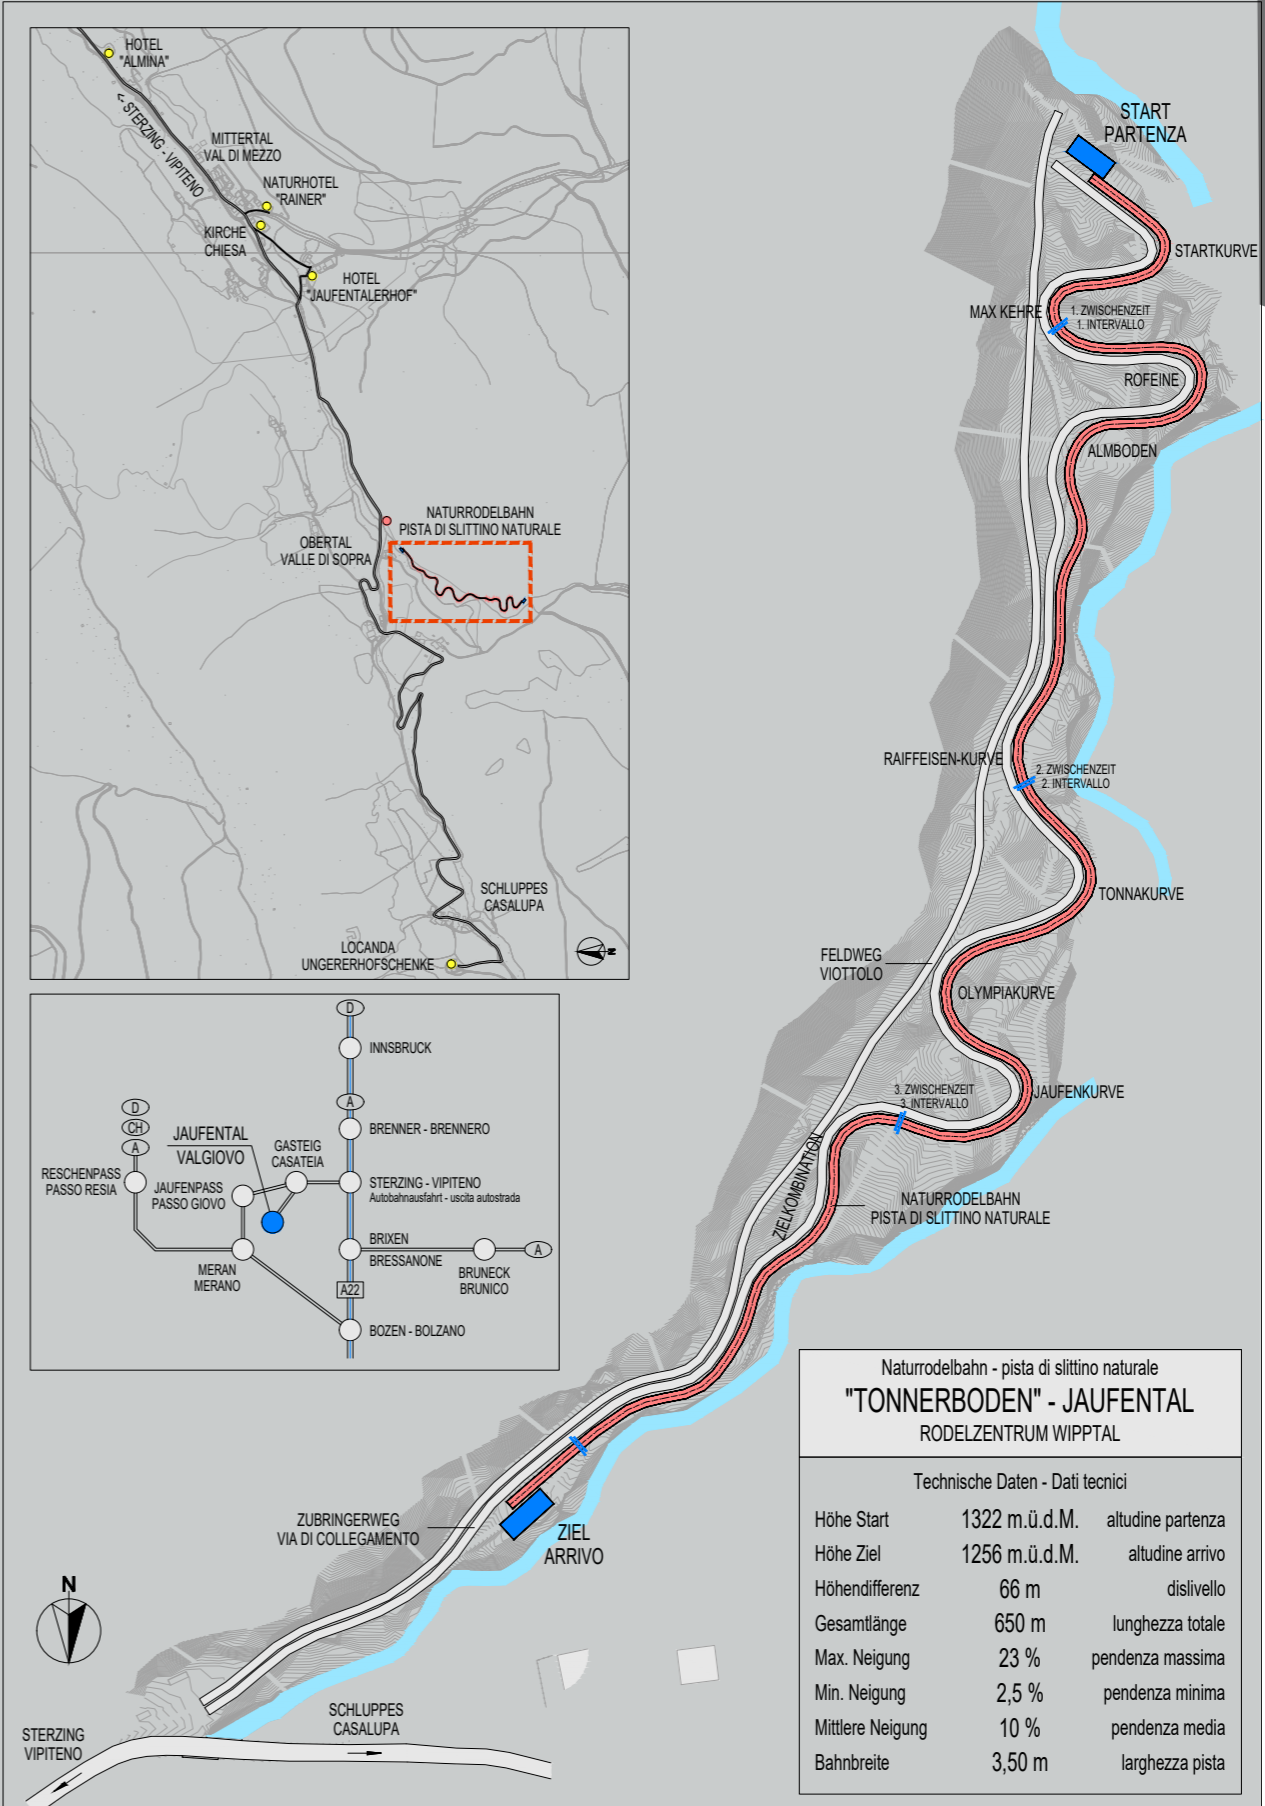 HOTEL
"ALMINA"
<- STERZING - VIPITENO
MITTERTAL
VAL DI MEZZO
NATURHOTEL
"RAINER"
KIRCHE
CHIESA
HOTEL
"JAUFENTALERHOF"
NATURRODELBAHN
PISTA DI SLITTINO NATURALE
OBERTAL
VALLE DI SOPRA
SCHLUPPES
CASALUPA
LOCANDA
UNGERERHOFSCHENKE
N
START
PARTENZA
STARTKURVE
MAX KEHRE
1. ZWISCHENZEIT
1. INTERVALLO
ROFEINE
ALMBODEN
RAIFFEISEN-KURVE
2. ZWISCHENZEIT
2. INTERVALLO
TONNAKURVE
FELDWEG
VIOTTOLO
OLYMPIAKURVE
JAUFENKURVE
3. ZWISCHENZEIT
3. INTERVALLO
ZIELKOMBINATION
NATURRODELBAHN
PISTA DI SLITTINO NATURALE
ZUBRINGERWEG
VIA DI COLLEGAMENTO
ZIEL
ARRIVO
D
INNSBRUCK
A
BRENNER - BRENNERO
D
CH
A
RESCHENPASS
PASSO RESIA
JAUFENTAL
VALGIOVO
GASTEIG
CASATEIA
JAUFENPASS
PASSO GIOVO
STERZING - VIPITENO
Autobahnausfahrt - uscita autostrada
MERAN
MERANO
BRIXEN
BRESSANONE
BRUNECK
BRUNICO
A
A22
BOZEN - BOLZANO
N
STERZING
VIPITENO
SCHLUPPES
CASALUPA
Naturrodelbahn - pista di slittino naturale
"TONNERBODEN" - JAUFENTAL
RODELZENTRUM WIPPTAL
Technische Daten - Dati tecnici
Höhe Start 1322 m.ü.d.M. altudine partenza
Höhe Ziel 1256 m.ü.d.M. altudine arrivo
Höhendifferenz 66 m dislivello
Gesamtlänge 650 m lunghezza totale
Max. Neigung 23 % pendenza massima
Min. Neigung 2,5 % pendenza minima
Mittlere Neigung 10 % pendenza media
Bahnbreite 3,50 m larghezza pista